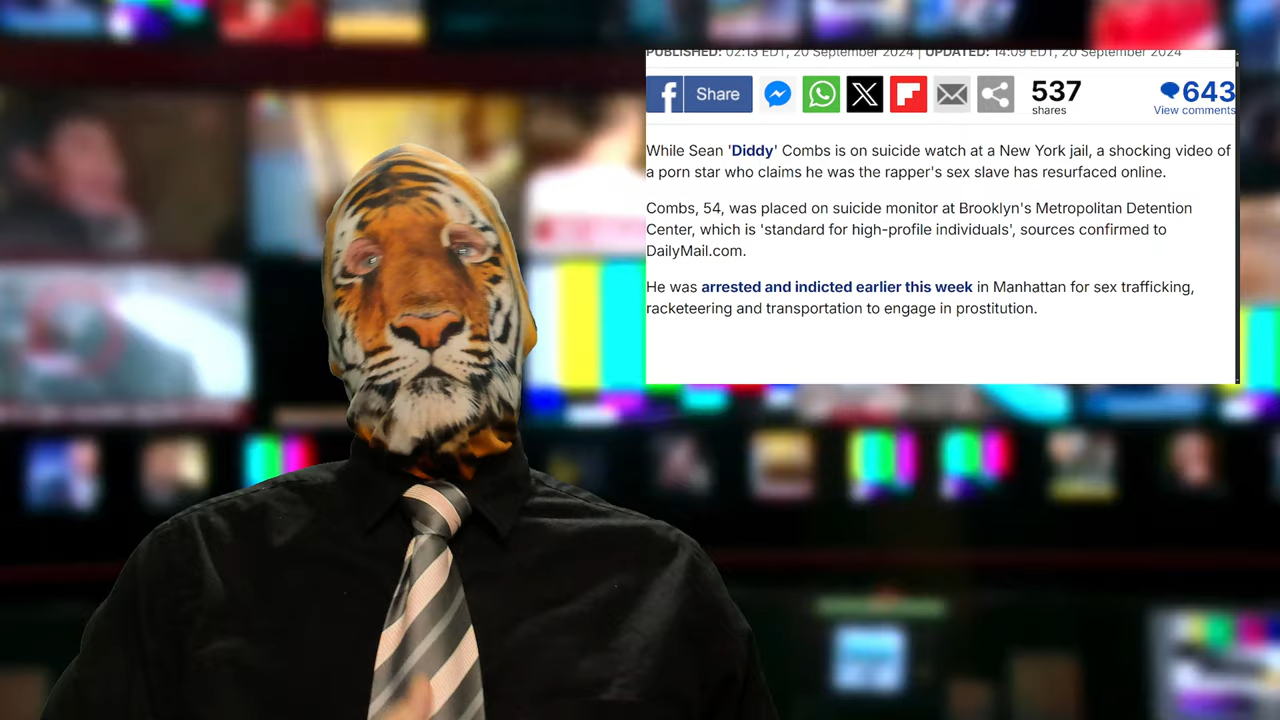 PUBLISHED: 02:13 EDT, 20 September 2024 | UPDATED: 14:09 EDT, 20 September 2024
f Share 537 shares 643 View comments
While Sean 'Diddy' Combs is on suicide watch at a New York jail, a shocking video of
a porn star who claims he was the rapper's sex slave has resurfaced online.
Combs, 54, was placed on suicide monitor at Brooklyn's Metropolitan Detention
Center, which is 'standard for high-profile individuals', sources confirmed to
DailyMail.com.
He was arrested and indicted earlier this week in Manhattan for sex trafficking,
racketeering and transportation to engage in prostitution.